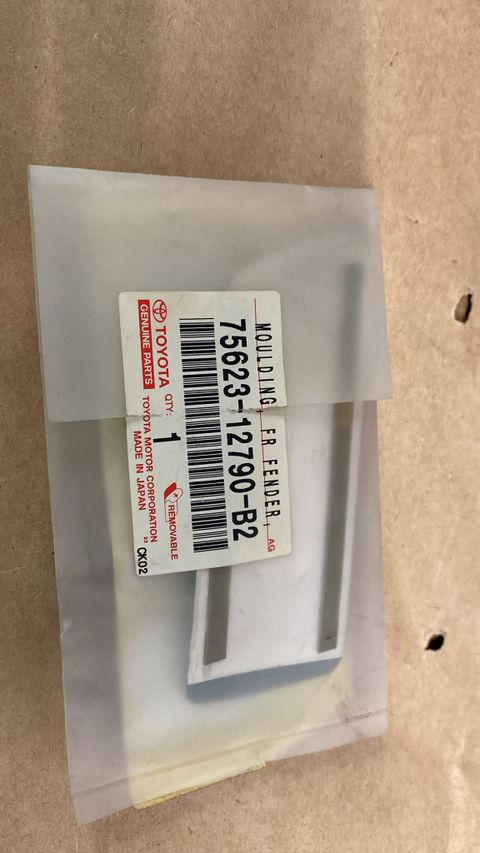 MOULDING, FR FENDER,
AG
75623-12790-B2
TOYOTA
GENUINE PARTS
QTY:
1
REMOVABLE
TOYOTA MOTOR CORPORATION
MADE IN JAPAN
23
CK02